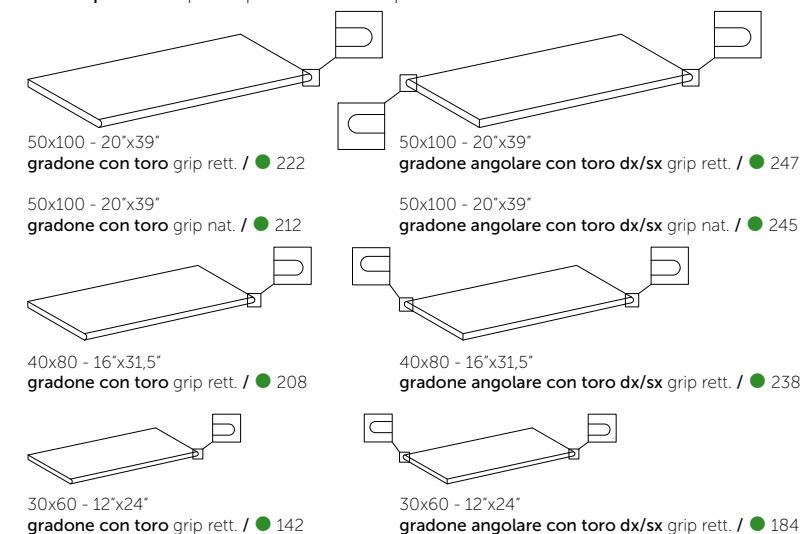 50x100 - 20”x39”
gradone con toro grip rett. / ● 222
50x100 - 20”x39”
gradone angolare con toro dx/sx grip rett. / ● 247
50x100 - 20”x39”
gradone con toro grip nat. / ● 212
50x100 - 20”x39”
gradone angolare con toro dx/sx grip nat. / ● 245
40x80 - 16”x31,5”
gradone con toro grip rett. / ● 208
40x80 - 16”x31,5”
gradone angolare con toro dx/sx grip rett. / ● 238
30x60 - 12”x24”
gradone con toro grip rett. / ● 142
30x60 - 12”x24”
gradone angolare con toro dx/sx grip rett. / ● 184